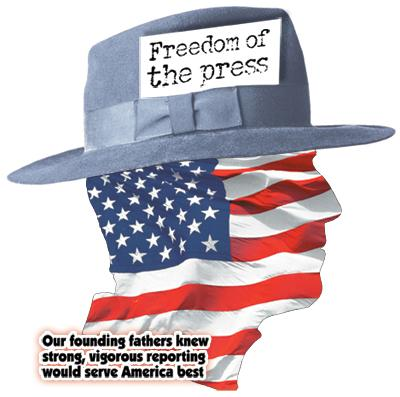 Freedom of
the press
Our founding fathers knew
strong, vigorous reporting
would serve America best